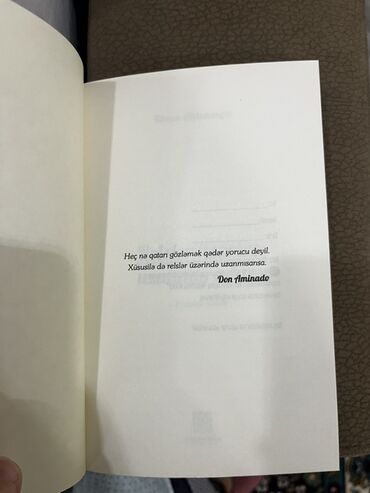 Heç nə qatarı gözləmək qədər yorucu deyil.
Xüsusilə də relslər üzərində uzanmısansa.
Don Aminado